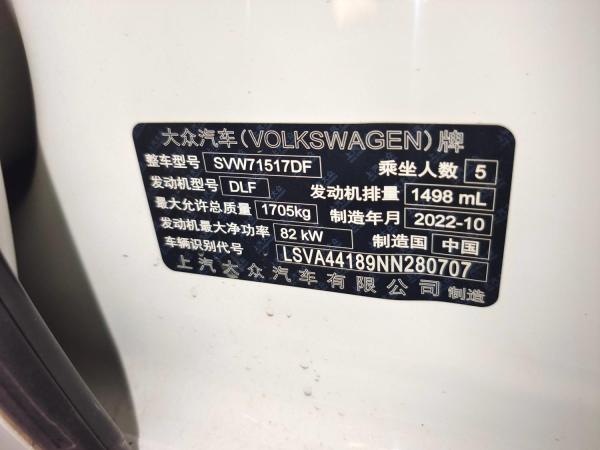 大众汽车(VOLKSWAGEN)牌
整车型号 SVW71517DF 乘坐人数 5
发动机型号 DLF 发动机排量 1498 mL
最大允许总质量 1705kg 制造年月 2022-10
发动机最大净功率 82 kW 制造国 中国
车辆识别代号 LSVA44189NN280707
上汽大众汽车有限公司 制造